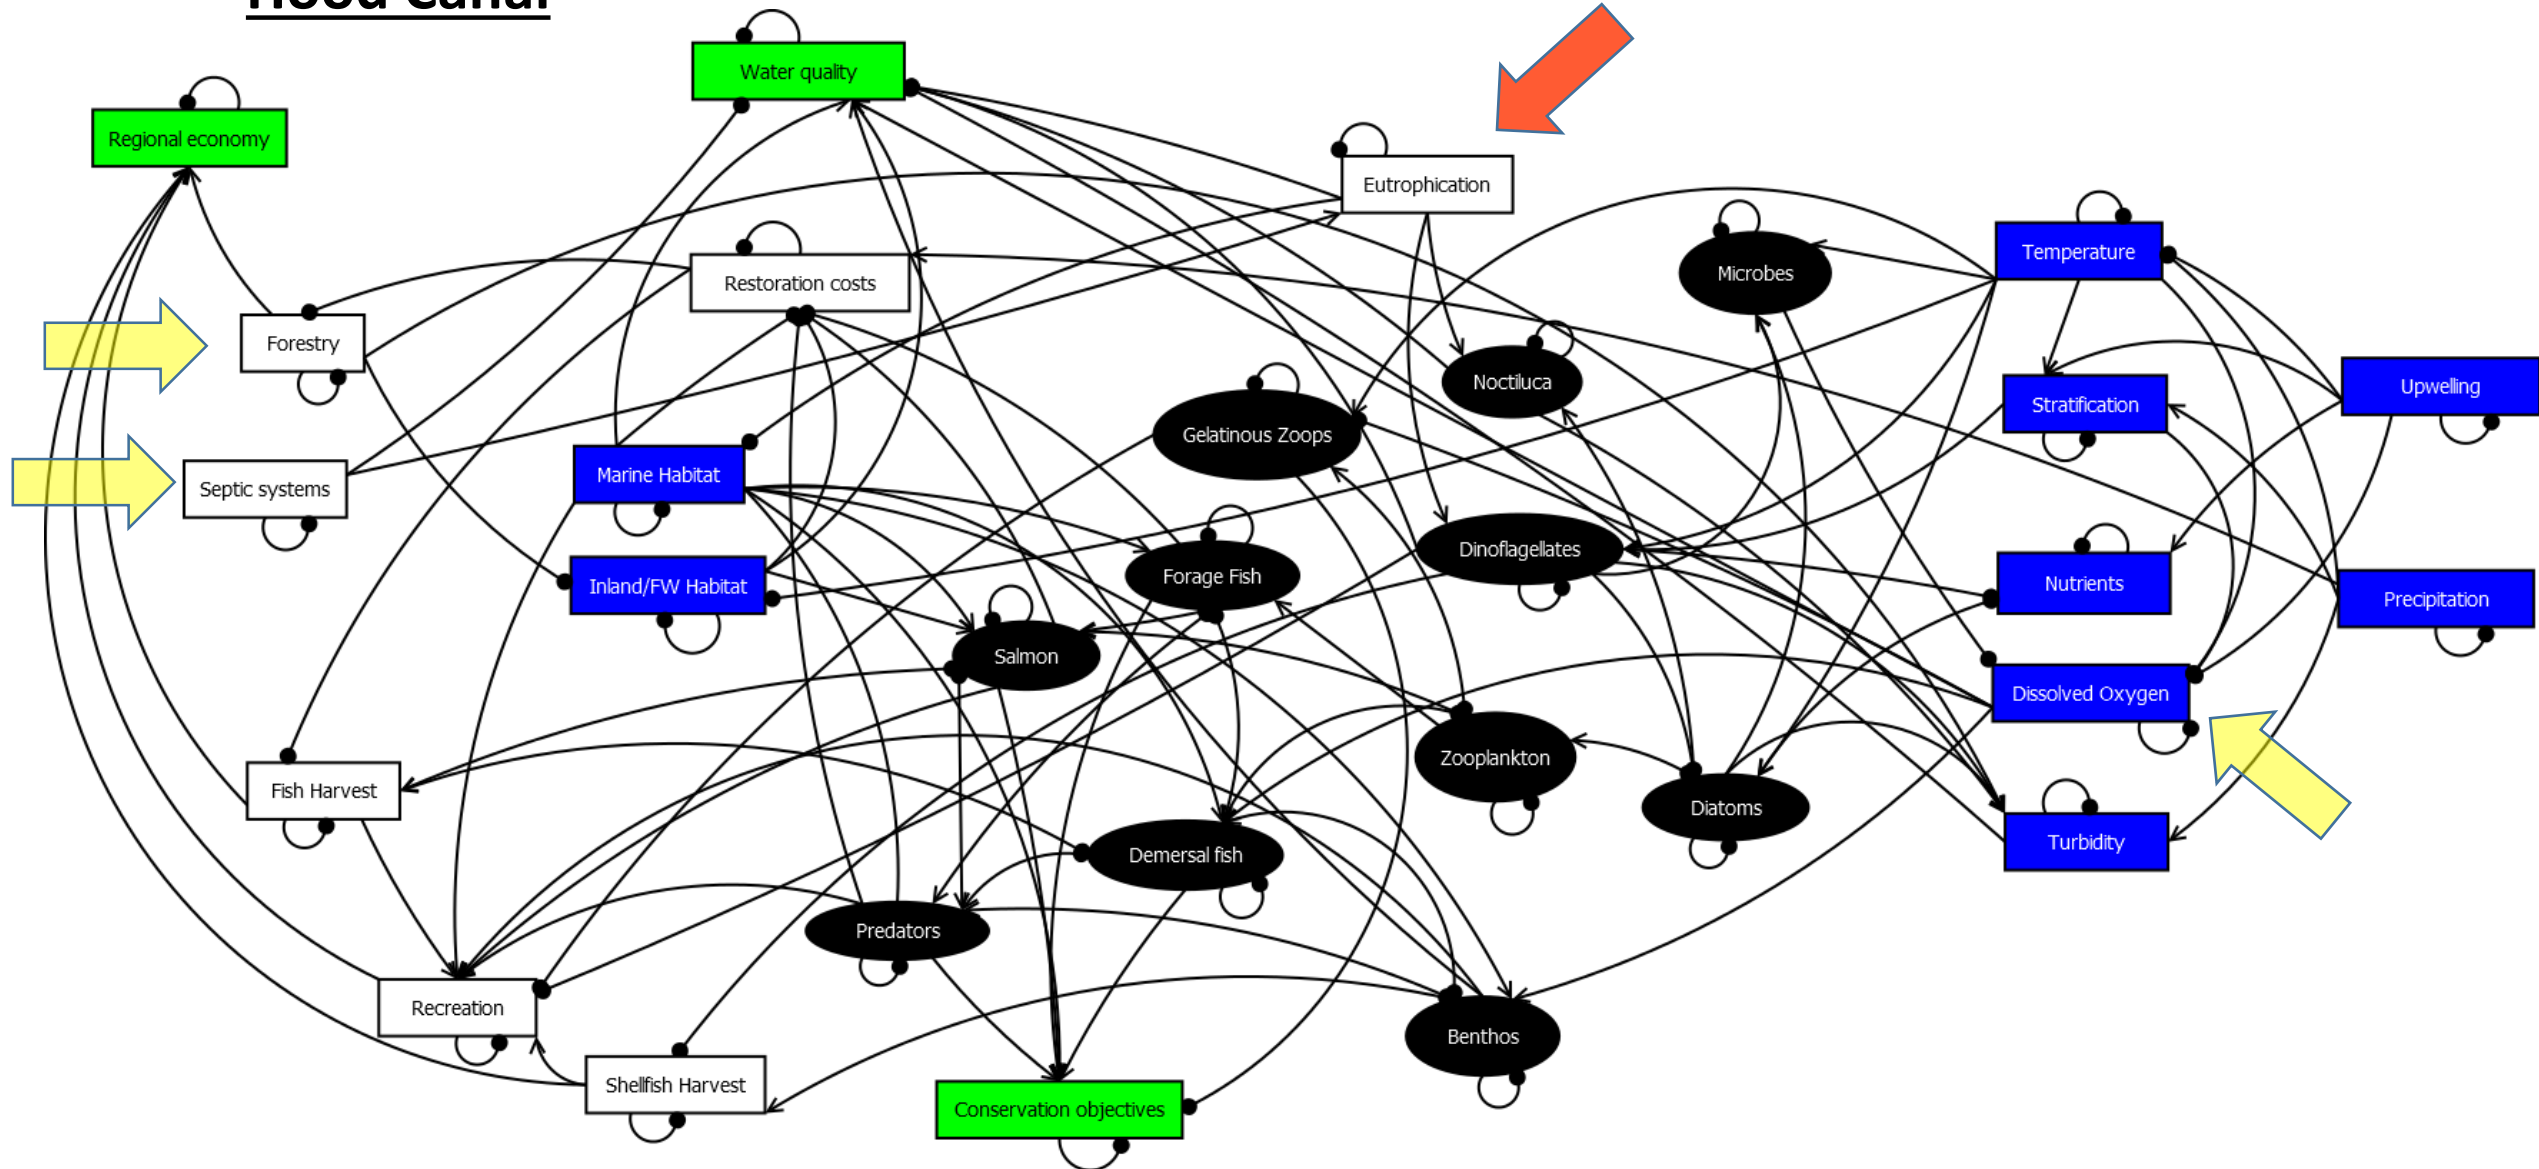 Hood Canal
Water quality
Regional economy
Eutrophication
Temperature
Microbes
Restoration costs
Forestry
Noctiluca
Upwelling
Stratification
Gelatinous Zoops
Marine Habitat
Septic systems
Dinoflagellates
Forage Fish
Nutrients
Inland/FW Habitat
Precipitation
Salmon
Dissolved Oxygen
Zooplankton
Fish Harvest
Diatoms
Turbidity
Demersal fish
Predators
Recreation
Benthos
Shellfish Harvest
Conservation objectives